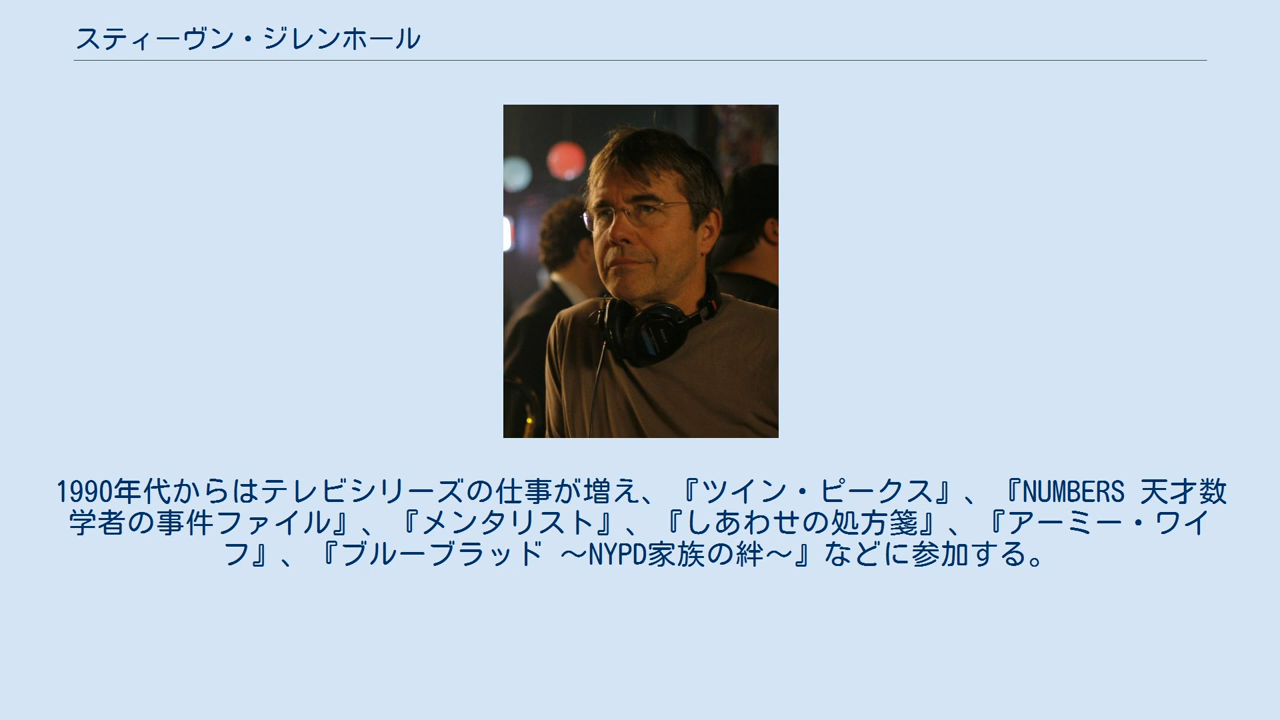 スティーヴン・ジレンホール
1990年代からはテレビシリーズの仕事が増え、『ツイン・ピークス』、『NUMBERS 天才数
学者の事件ファイル』、『メンタリスト』、『しあわせの処方箋』、『アーミー・ワイ
フ』、『ブルーブラッド ～NYPD家族の絆～』などに参加する。